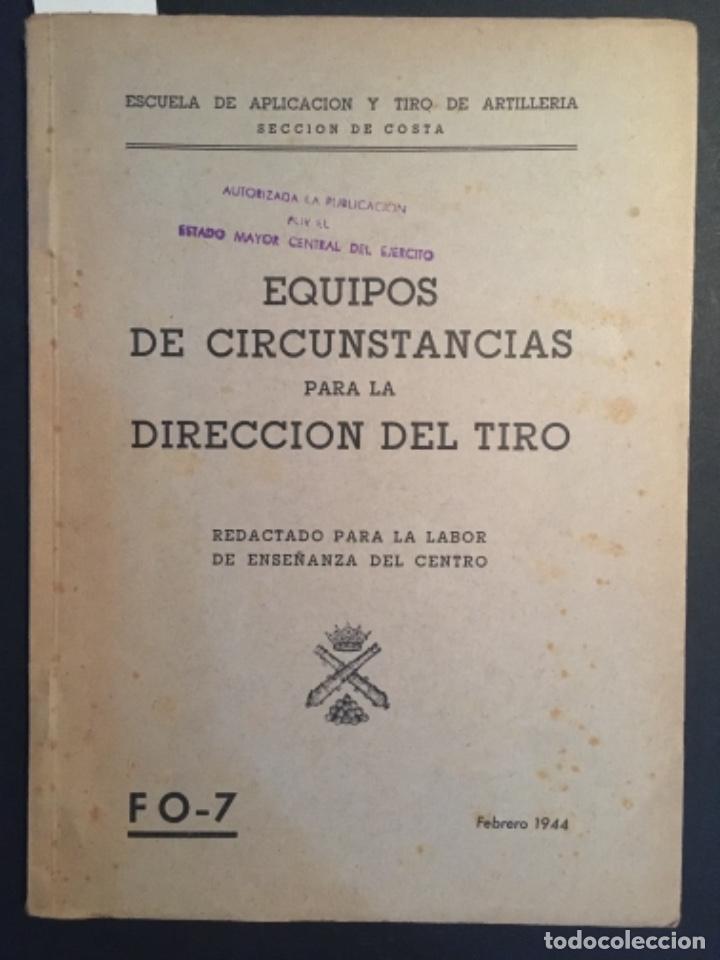 ESCUELA DE APLICACION Y TIRO DE ARTILLERIA
SECCION DE COSTA
AUTORIZADA LA PUBLICACION
POR EL
ESTADO MAYOR CENTRAL DEL EJERCITO
EQUIPOS
DE CIRCUNSTANCIAS
PARA LA
DIRECCION DEL TIRO
REDACTADO PARA LA LABOR
DE ENSEÑANZA DEL CENTRO
FO-7
Febrero 1944
todocoleccion